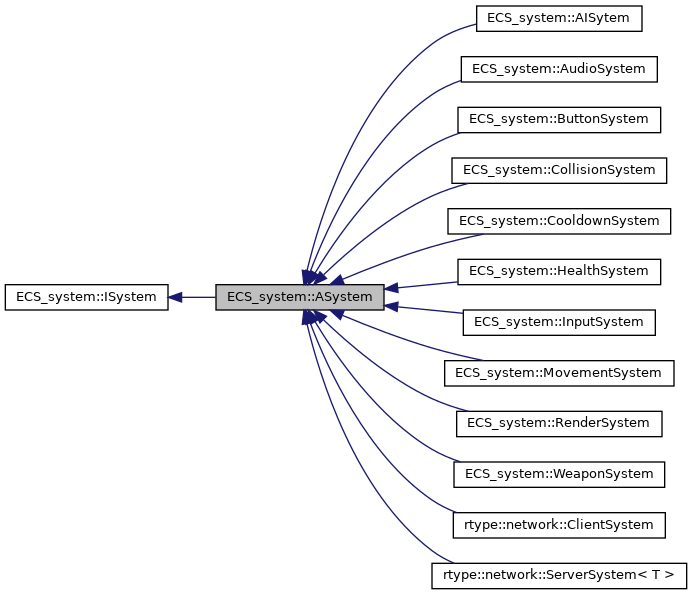 ECS_system::AISytem
ECS_system::AudioSystem
ECS_system::ButtonSystem
ECS_system::CollisionSystem
ECS_system::CooldownSystem
ECS_system::HealthSystem
ECS_system::ISystem
ECS_system::ASystem
ECS_system::InputSystem
ECS_system::MovementSystem
ECS_system::RenderSystem
ECS_system::WeaponSystem
rtype::network::ClientSystem
rtype::network::ServerSystem< T >